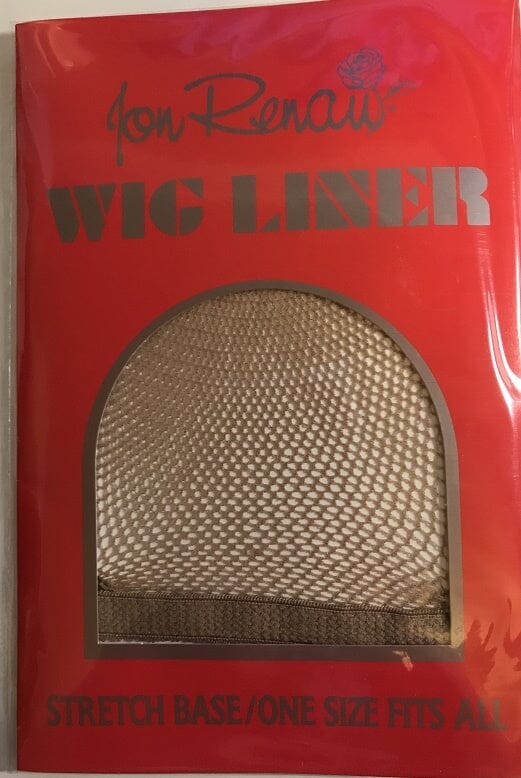 Jon Renau
WIG LINER
STRETCH BASE/ONE SIZE FITS ALL